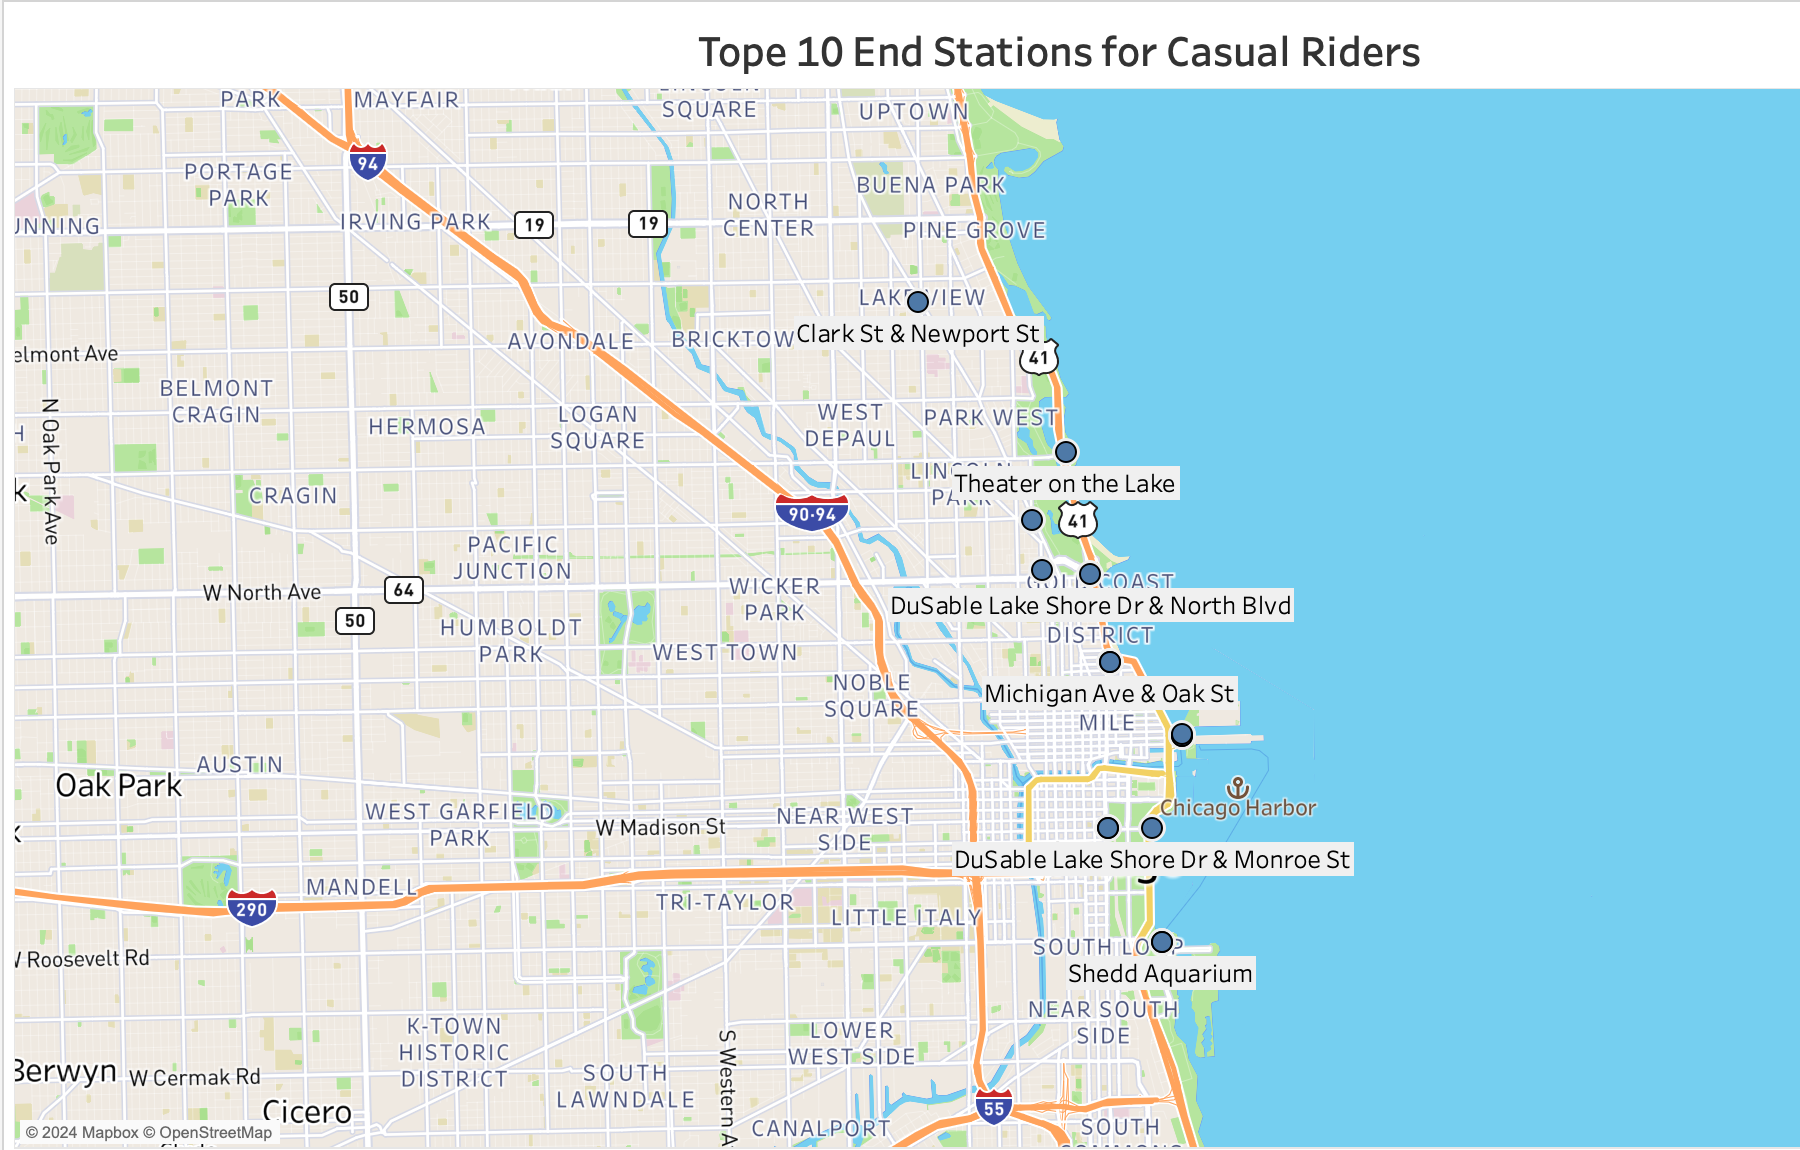 Tope 10 End Stations for Casual Riders
PARK
MAYFAIR
SQUARE
UPTOWN
94
PORTAGE
PARK
BUENA PARK
NORTH
CENTER
IRVING PARK
19
19
PINE GROVE
50
LAKE VIEW
Clark St & Newport St
AVONDALE
BRICKTOW
41
elmont Ave
BELMONT
CRAGIN
N Oak Park Ave
HERMOSA
LOGAN
SQUARE
WEST
DEPAUL
PARK WEST
LINCOLN
PARK
Theater on the Lake
CRAGIN
90-94
41
PACIFIC
JUNCTION
W North Ave
64
WICKER
PARK
GOLD COAST
DuSable Lake Shore Dr & North Blvd
50
HUMBOLDT
PARK
DISTRICT
WEST TOWN
NOBLE
SQUARE
Michigan Ave & Oak St
MILE
AUSTIN
Oak Park
Chicago Harbor
WEST GARFIELD
PARK
W Madison St
NEAR WEST
SIDE
DuSable Lake Shore Dr & Monroe St
MANDELL
290
TRI-TAYLOR
LITTLE ITALY
SOUTH LOOP
W Roosevelt Rd
Shedd Aquarium
NEAR SOUTH
SIDE
K-TOWN
HISTORIC
DISTRICT
LOWER
WEST SIDE
S Western A
Berwyn
W Cermak Rd
SOUTH
LAWNDALE
Cicero
55
CANALPORT
SOUTH
© 2024 Mapbox © OpenStreetMap